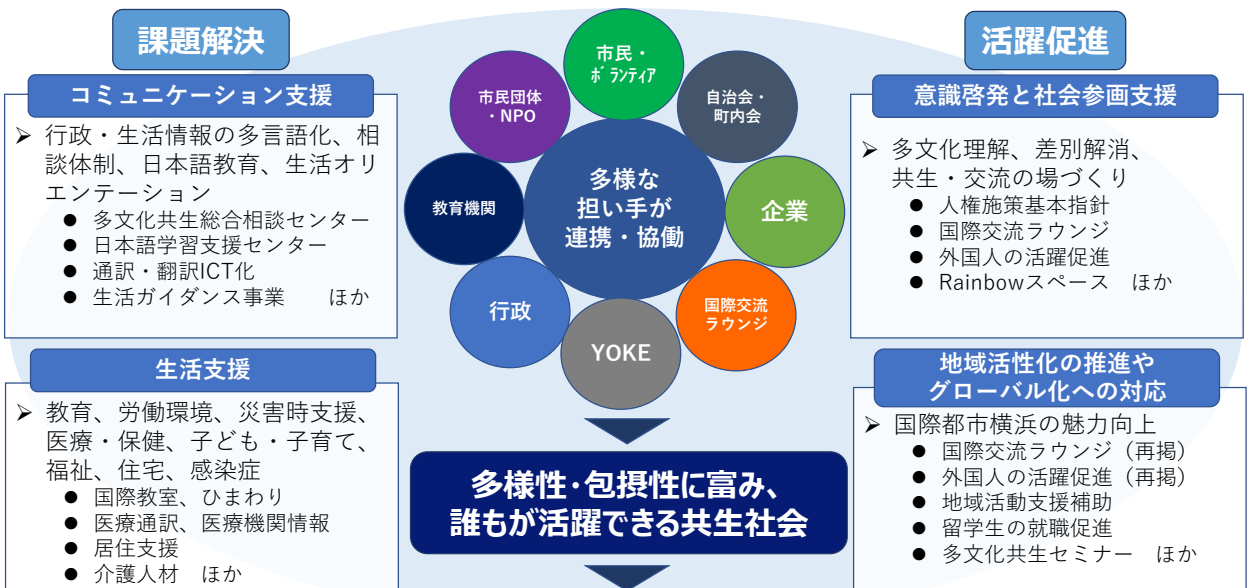 課題解決
コミュニケーション支援
➢ 行政・生活情報の多言語化、相
談体制、日本語教育、生活オリ
エンテーション
● 多文化共生総合相談センター
● 日本語学習支援センター
● 通訳・翻訳ICT化
● 生活ガイダンス事業　　ほか
生活支援
➢ 教育、労働環境、災害時支援、
医療・保健、子ども・子育て、
福祉、住宅、感染症
● 国際教室、ひまわり
● 医療通訳、医療機関情報
● 居住支援
● 介護人材　ほか
市民・
ﾎﾞﾗﾝﾃｨｱ
市民団体
・NPO
自治会・
町内会
教育機関
多様な
担い手が
連携・協働
企業
行政
国際交流
ラウンジ
YOKE
多様性・包摂性に富み、
誰もが活躍できる共生社会
活躍促進
意識啓発と社会参画支援
➢ 多文化理解、差別解消、
共生・交流の場づくり
● 人権施策基本指針
● 国際交流ラウンジ
● 外国人の活躍促進
● Rainbowスペース　ほか
地域活性化の推進や
グローバル化への対応
➢ 国際都市横浜の魅力向上
● 国際交流ラウンジ（再掲）
● 外国人の活躍促進（再掲）
● 地域活動支援補助
● 留学生の就職促進
● 多文化共生セミナー　ほか